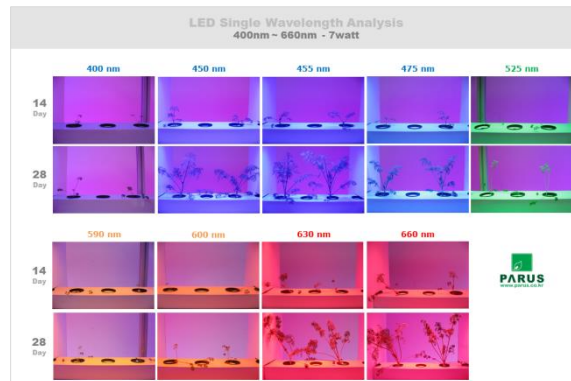 LED Single Wavelength Analysis
400nm ~ 660nm - 7watt
400 nm 450 nm 455 nm 475 nm 525 nm
14
Day
28
Day
590 nm 600 nm 630 nm 660 nm
14
Day
28
Day
PARUS
www.parus.co.kr